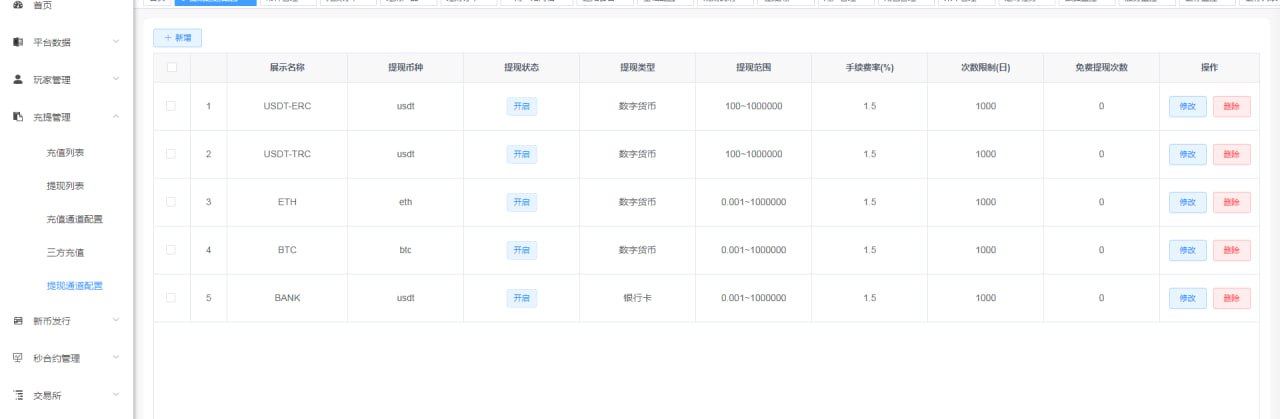 首页
平台数据
玩家管理
充提管理
充值列表
提现列表
充值通道配置
三方充值
提现通道配置
新币发行
秒合约管理
交易所
+ 新增
展示名称 提现币种 提现状态 提现类型 提现范围 手续费率(%) 次数限制(日) 免费提现次数 操作
1 USDT-ERC usdt 开启 数字货币 100~1000000 1.5 1000 0 修改 删除
2 USDT-TRC usdt 开启 数字货币 100~1000000 1.5 1000 0 修改 删除
3 ETH eth 开启 数字货币 0.001~1000000 1.5 1000 0 修改 删除
4 BTC btc 开启 数字货币 0.001~1000000 1.5 1000 0 修改 删除
5 BANK usdt 开启 银行卡 0.001~1000000 1.5 1000 0 修改 删除